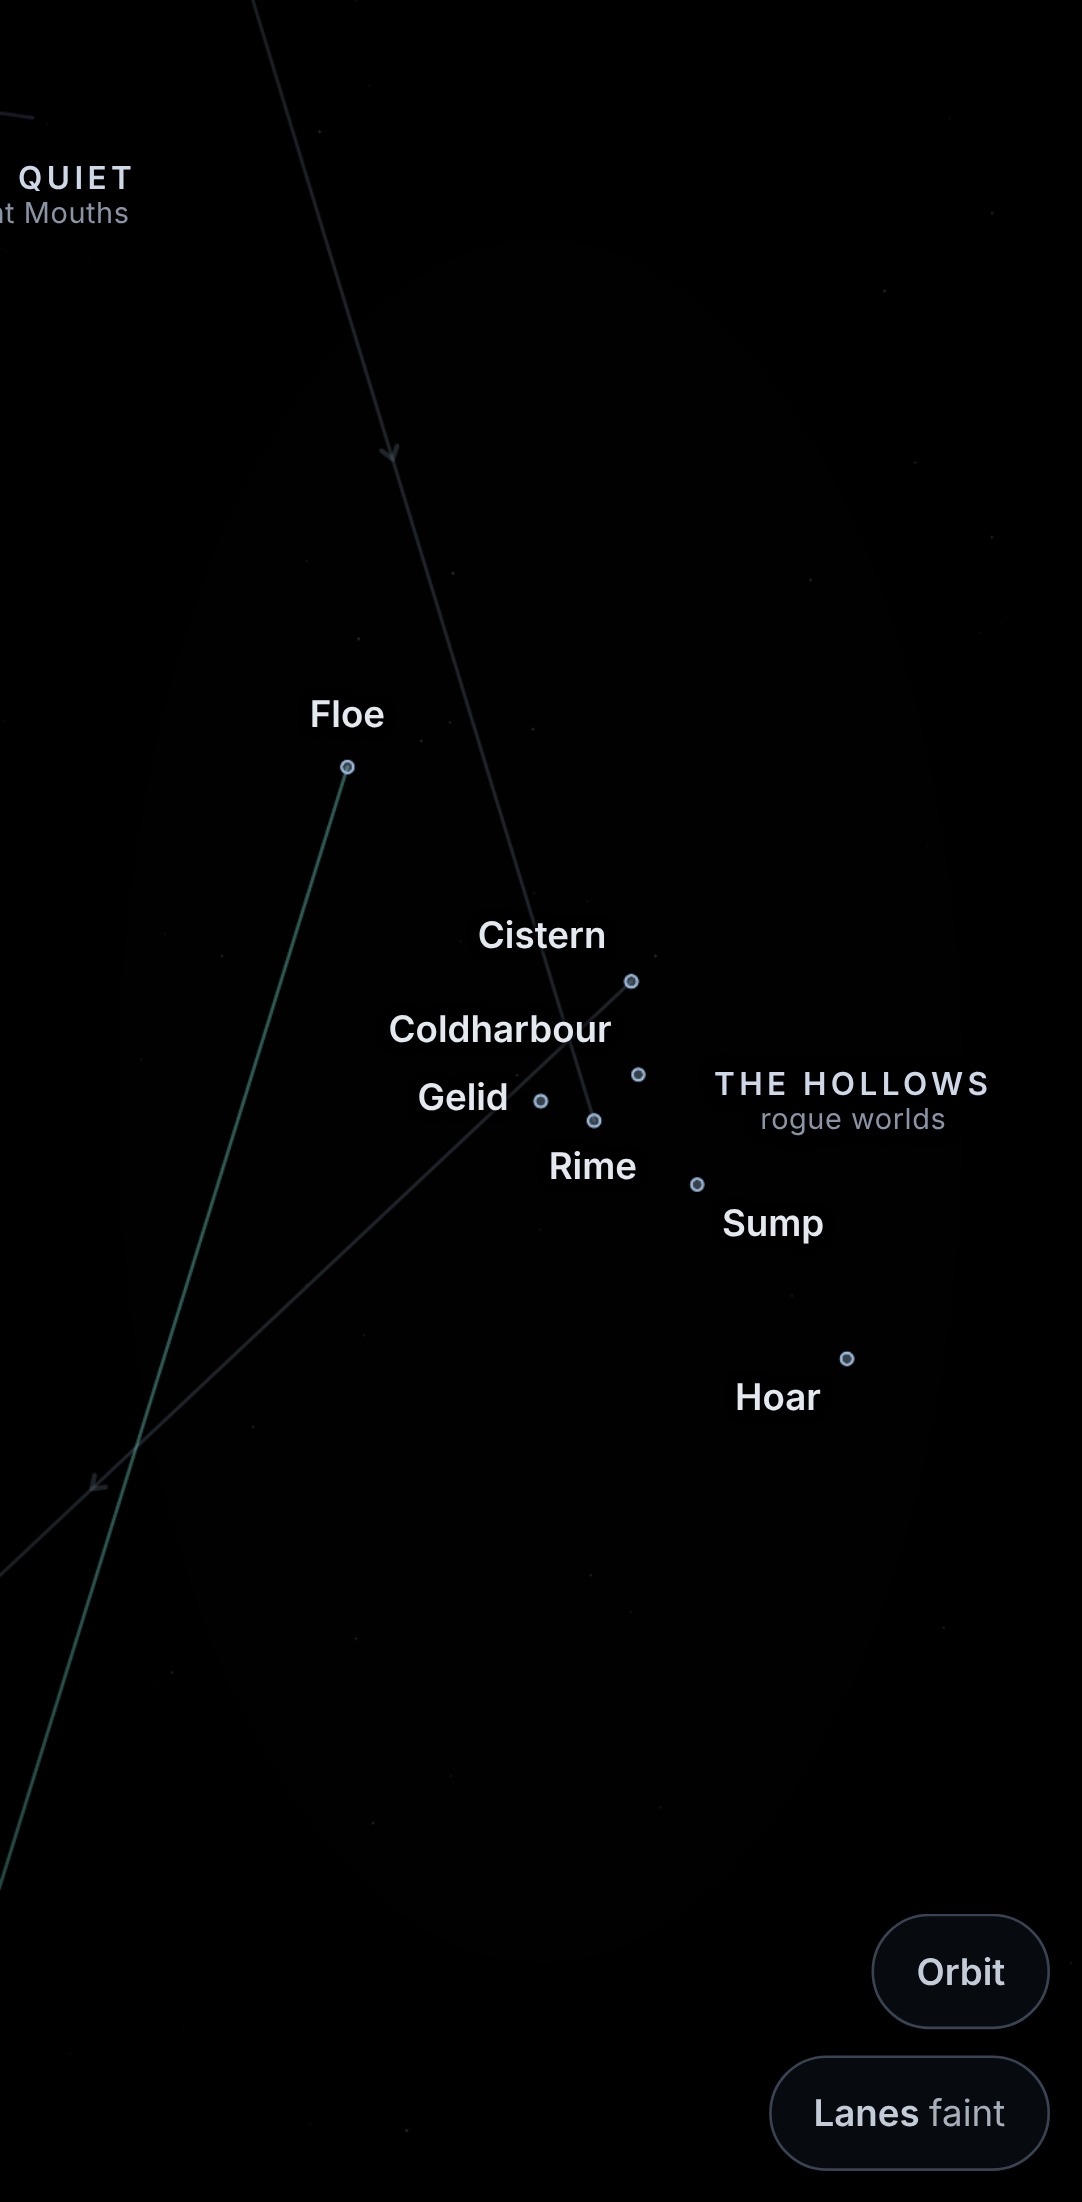 QUIET
Mouths
Floe
Cistern
Coldharbour
Gelid
THE HOLLOWS
rogue worlds
Rime
Sump
Hoar
Orbit
Lanes faint